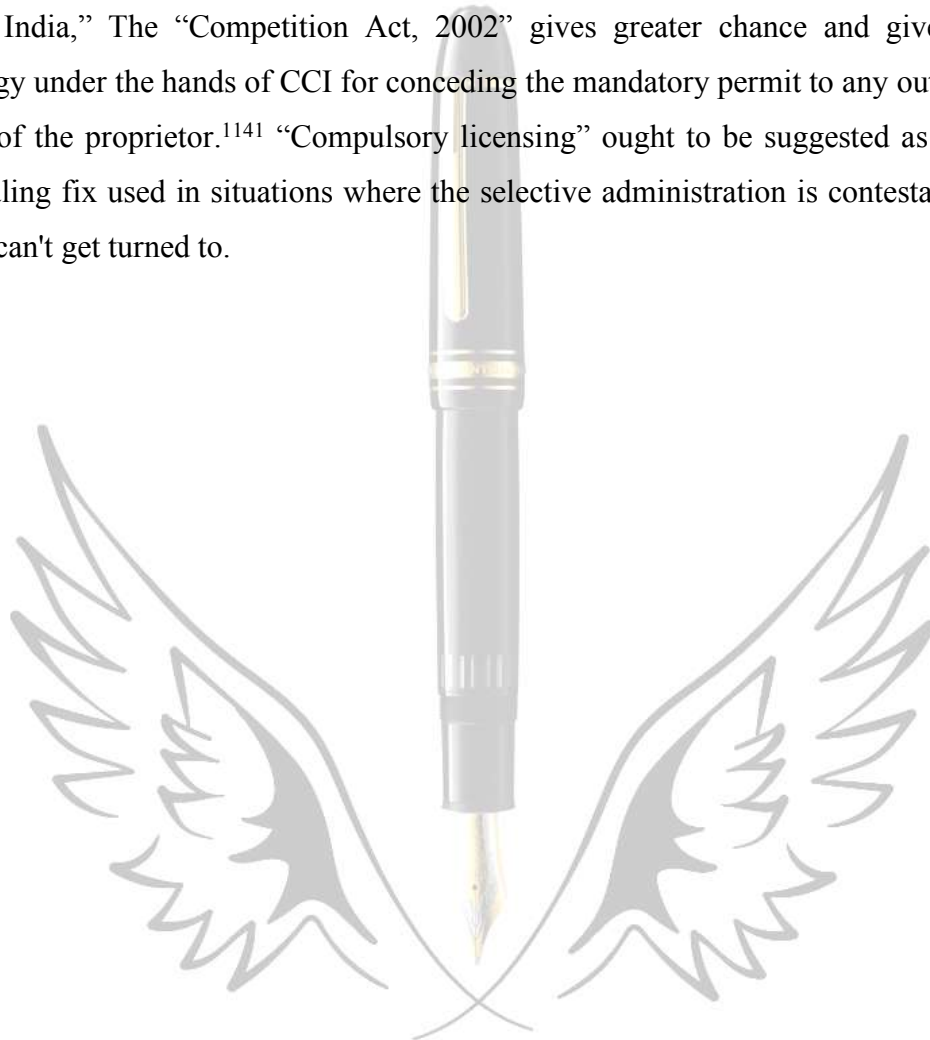 India,” The “Competition Act, 2002” gives greater chance and give
gy under the hands of CCI for conceding the mandatory permit to any ou
of the proprietor.¹¹⁴¹ “Compulsory licensing” ought to be suggested as
ling fix used in situations where the selective administration is contesta
can't get turned to.